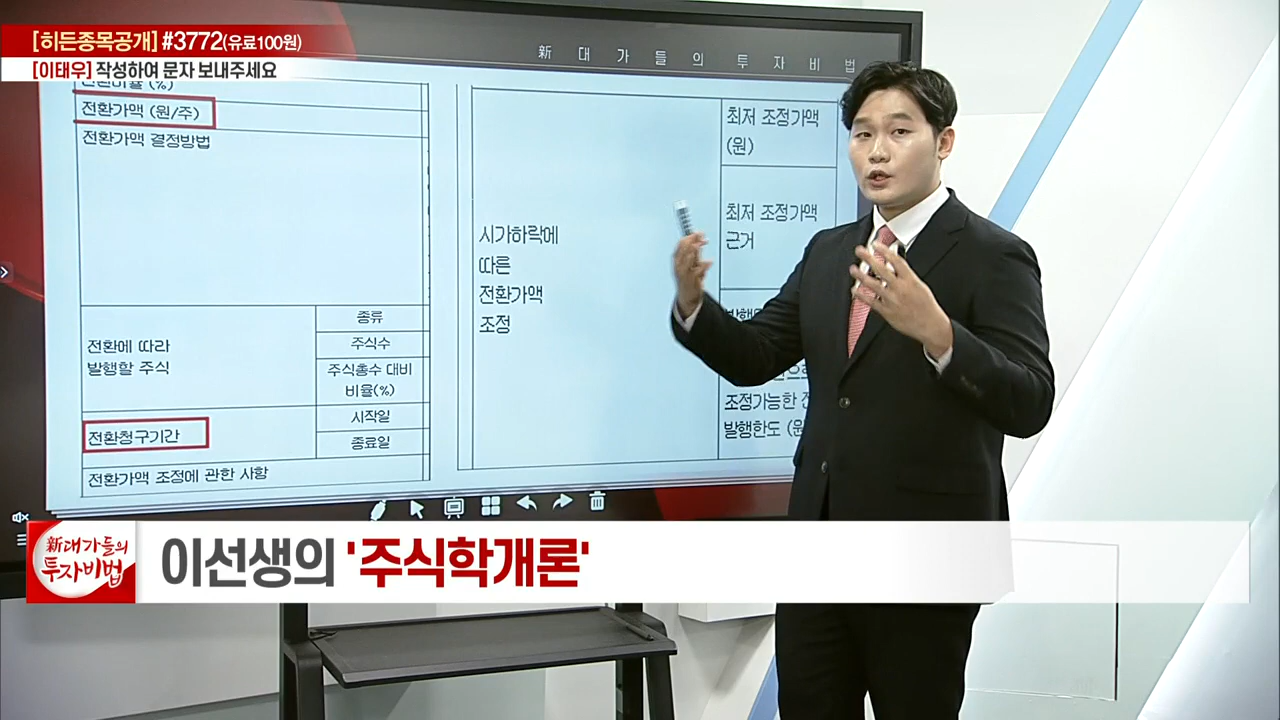 [히든종목공개] #3772(유료100원)
[이태우] 작성하여 문자 보내주세요
新 대 가 들 의 투 자 비 법
전환비율 (%)
전환가액 (원/주)
전환가액 결정방법
전환에 따라
발행할 주식
종류
주식수
주식총수 대비
비율(%)
전환청구기간
시작일
종료일
전환가액 조정에 관한 사항
시가하락에
따른
전환가액
조정
최저 조정가액
(원)
최저 조정가액
근거
조정가능한
발행한도
新대가들의
투자비법
이선생의 '주식학개론'